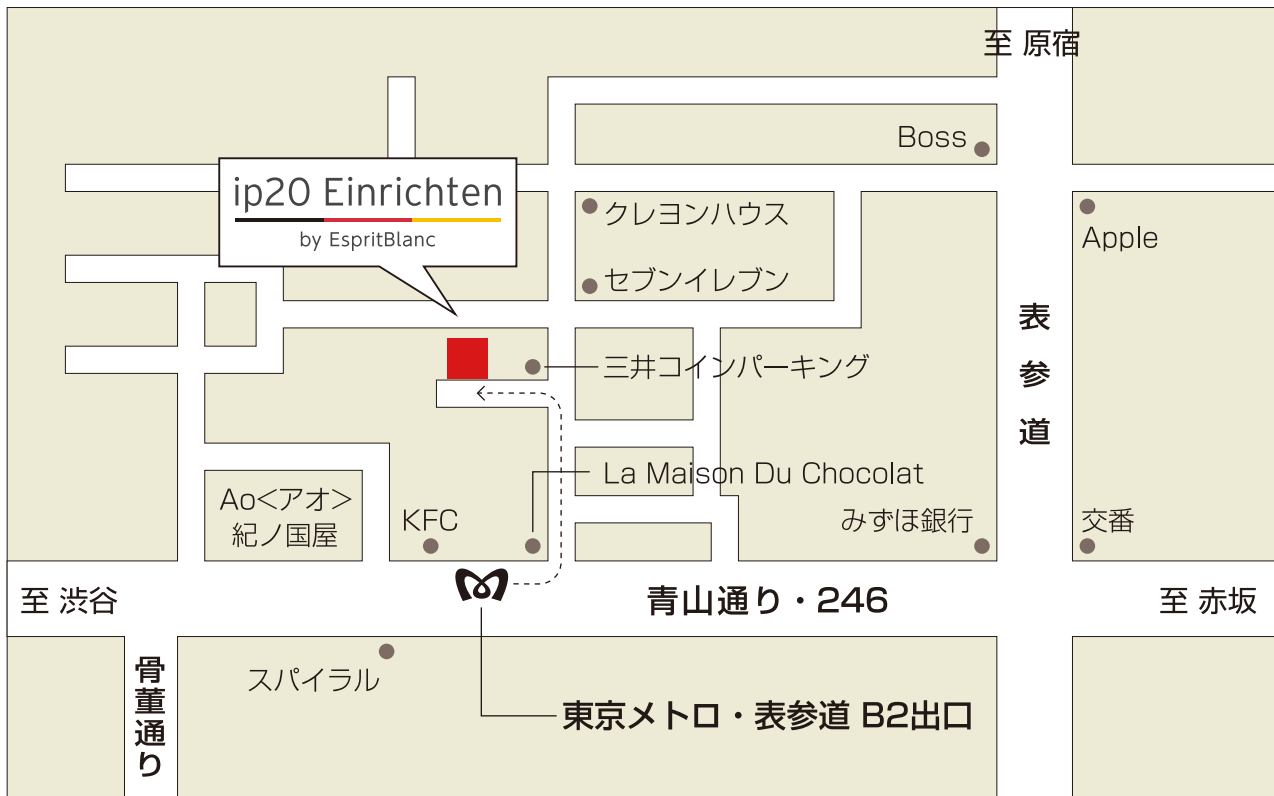 至 原宿
Boss
ip20 Einrichten
by EspritBlanc
クレヨンハウス
Apple
セブンイレブン
表参道
三井コインパーキング
La Maison Du Chocolat
Ao<アオ>
紀ノ国屋
KFC
みずほ銀行
交番
至 渋谷
青山通り・246
至 赤坂
骨董通り
スパイラル
東京メトロ・表参道 B2出口